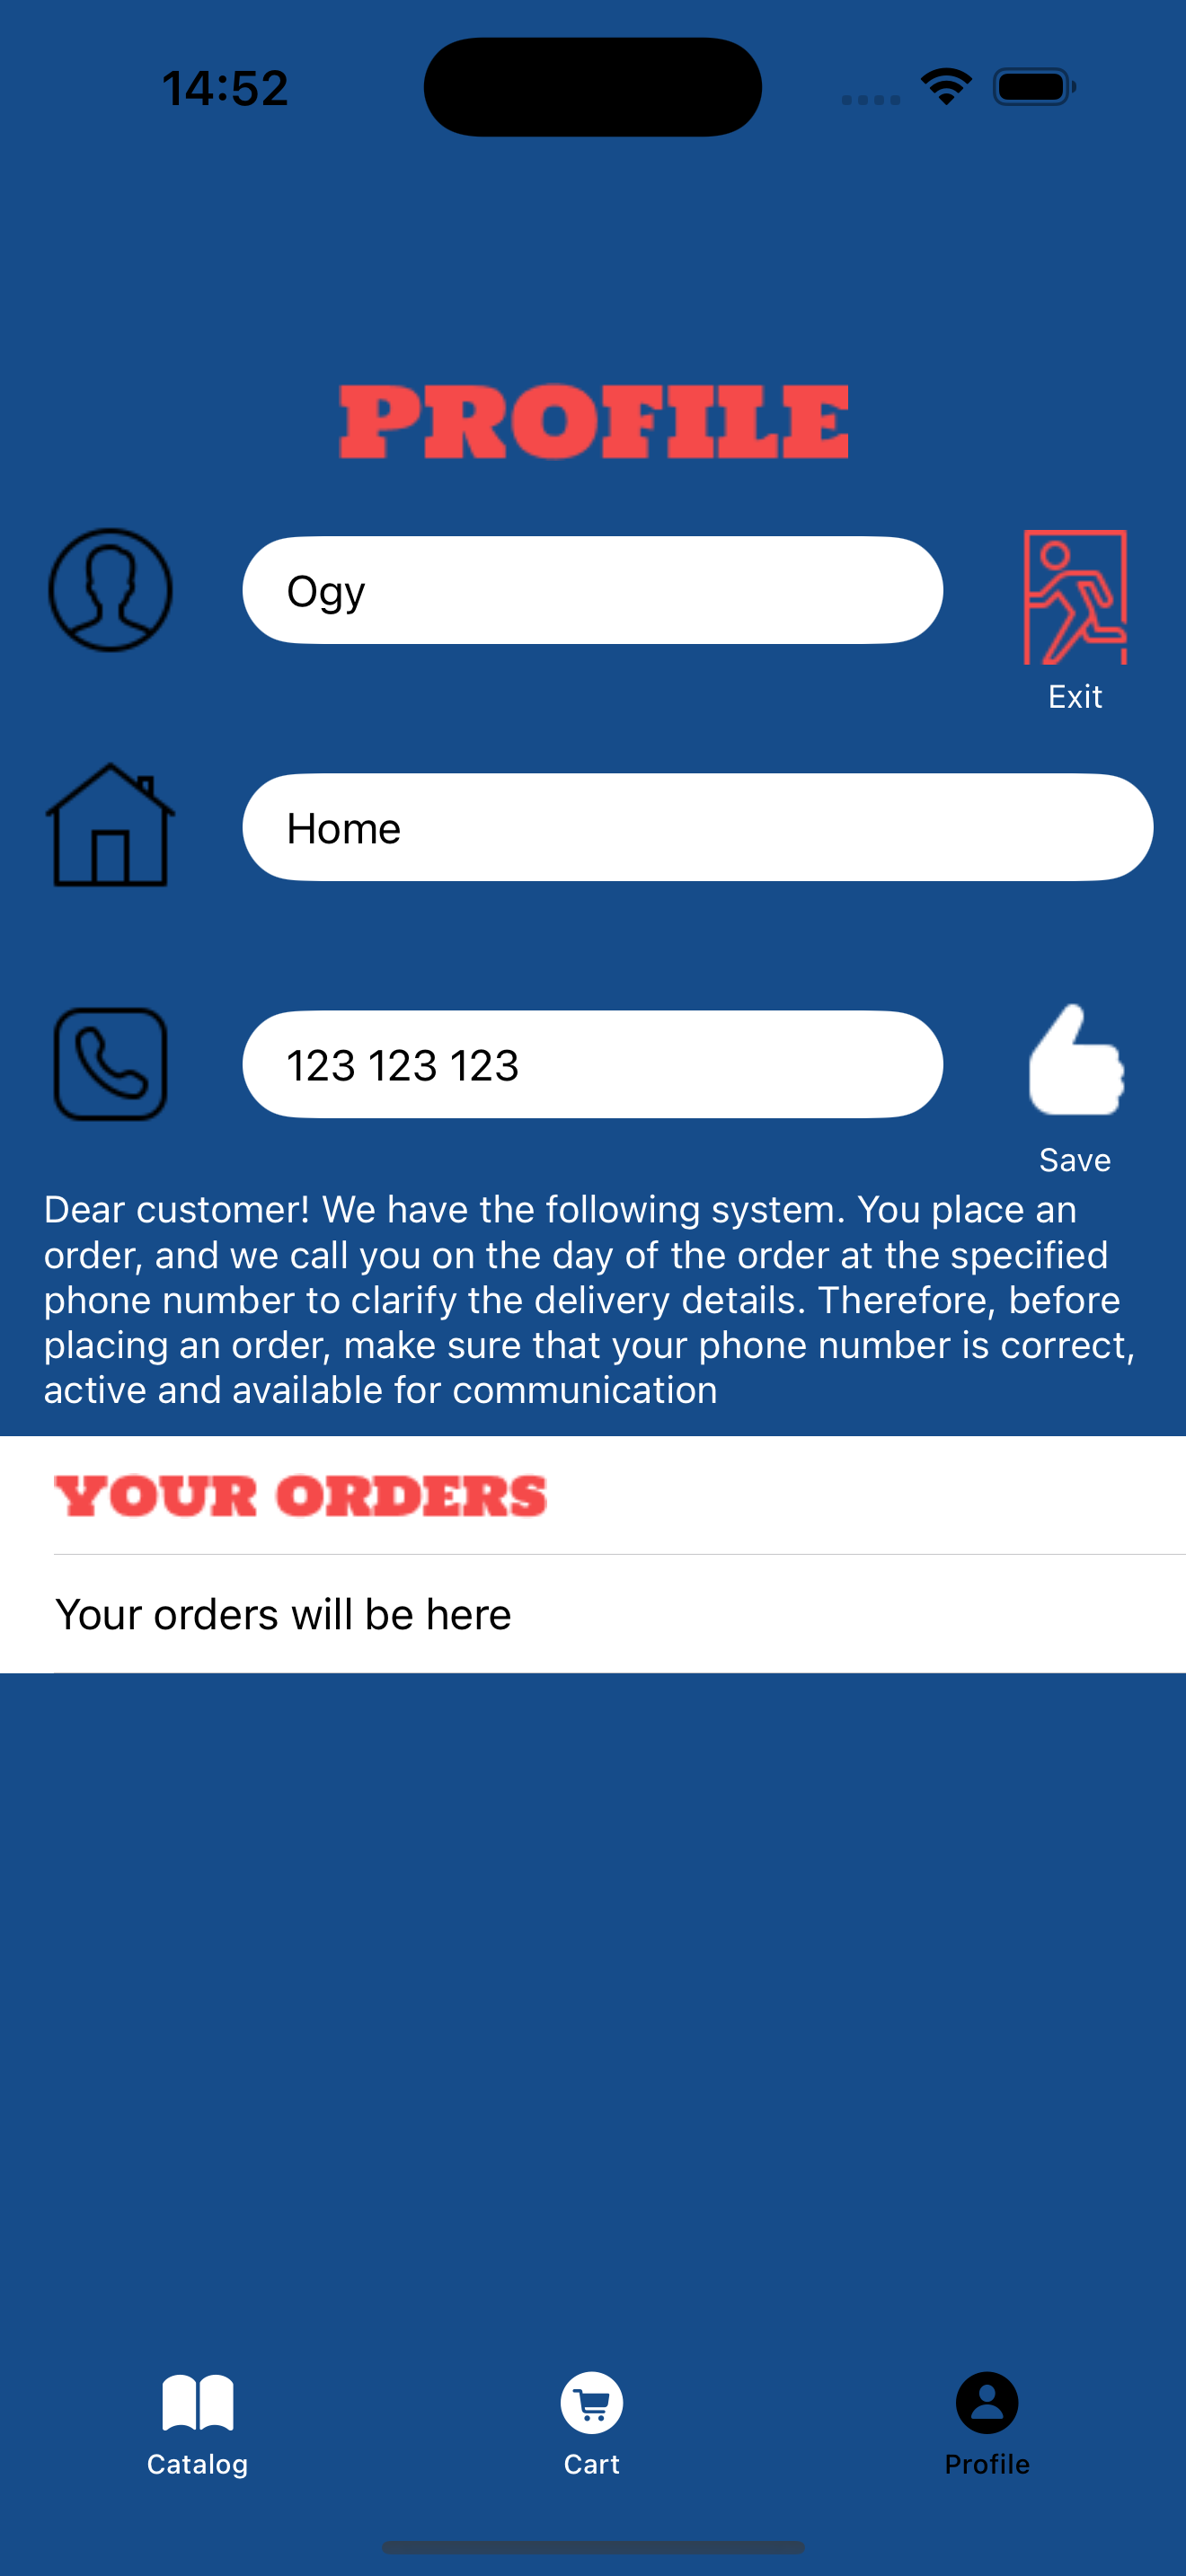 14:52
PROFILE
Ogy
Exit
Home
123 123 123
Save
Dear customer! We have the following system. You place an
order, and we call you on the day of the order at the specified
phone number to clarify the delivery details. Therefore, before
placing an order, make sure that your phone number is correct,
active and available for communication
YOUR ORDERS
Your orders will be here
Catalog
Cart
Profile